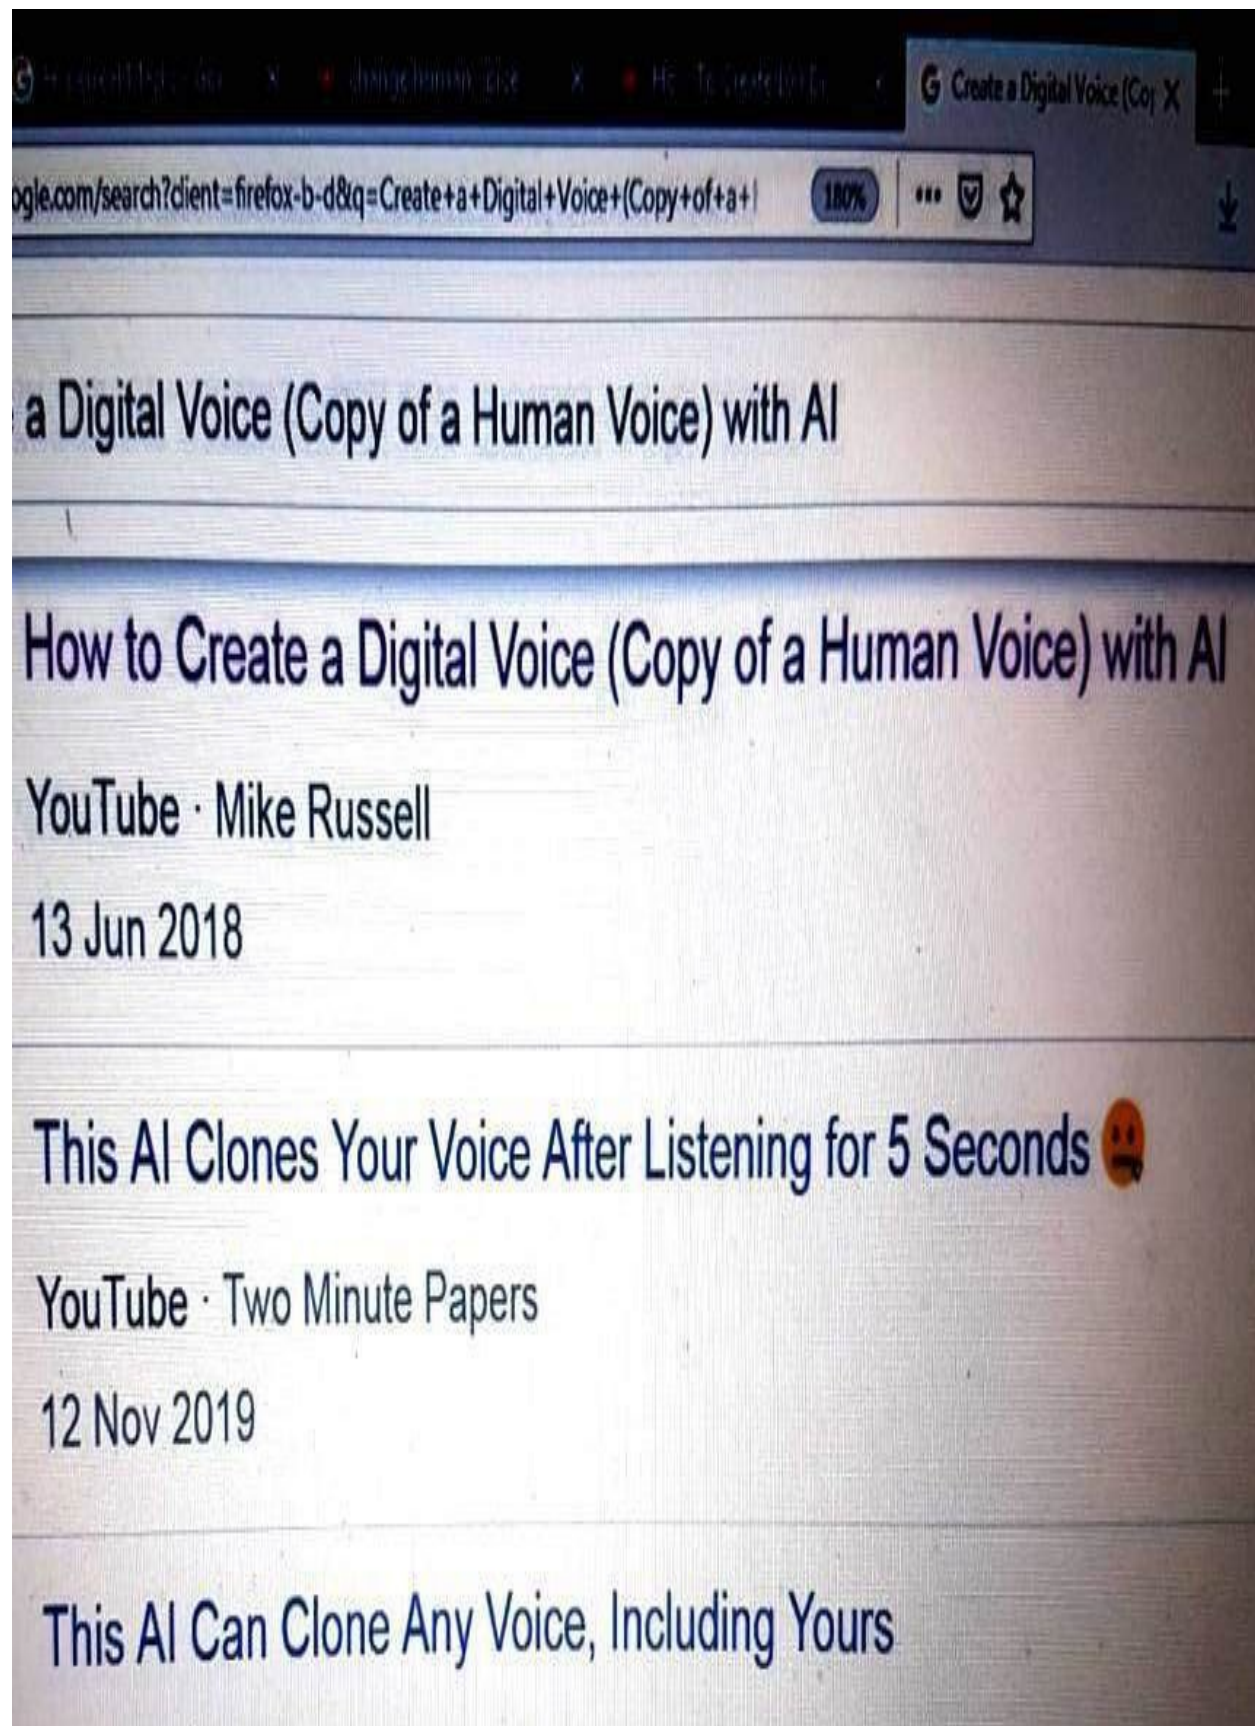 G Create a Digital Voice (Cop X
ogle.com/search?client=firefox-b-d&q=Create+a+Digital+Voice+(Copy+of+a+ 180%
a Digital Voice (Copy of a Human Voice) with AI
How to Create a Digital Voice (Copy of a Human Voice) with AI
YouTube · Mike Russell
13 Jun 2018
This AI Clones Your Voice After Listening for 5 Seconds
YouTube · Two Minute Papers
12 Nov 2019
This AI Can Clone Any Voice, Including Yours